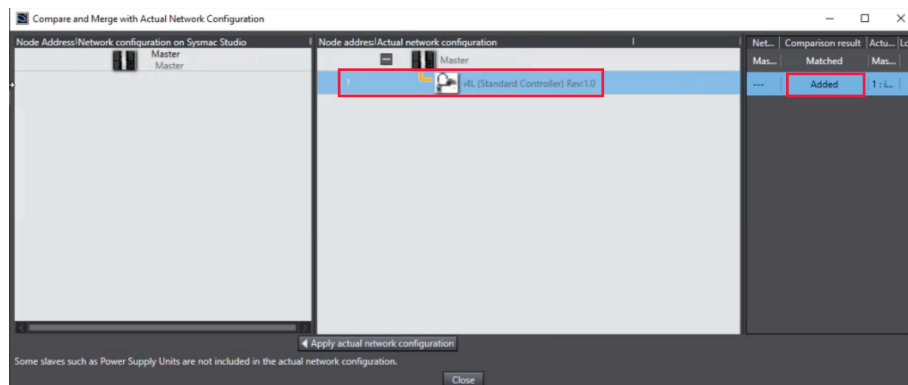 Compare and Merge with Actual Network Configuration
Node Address Network configuration on Sysmac Studio
Node address Actual network configuration
Net... Comparison result Actu... Lo
Master
Master
Master
Mas... Matched Mas...
1 i4L (Standard Controller) Rev:1.0
--- Added 1 : i...
Apply actual network configuration
Some slaves such as Power Supply Units are not included in the actual network configuration.
Close